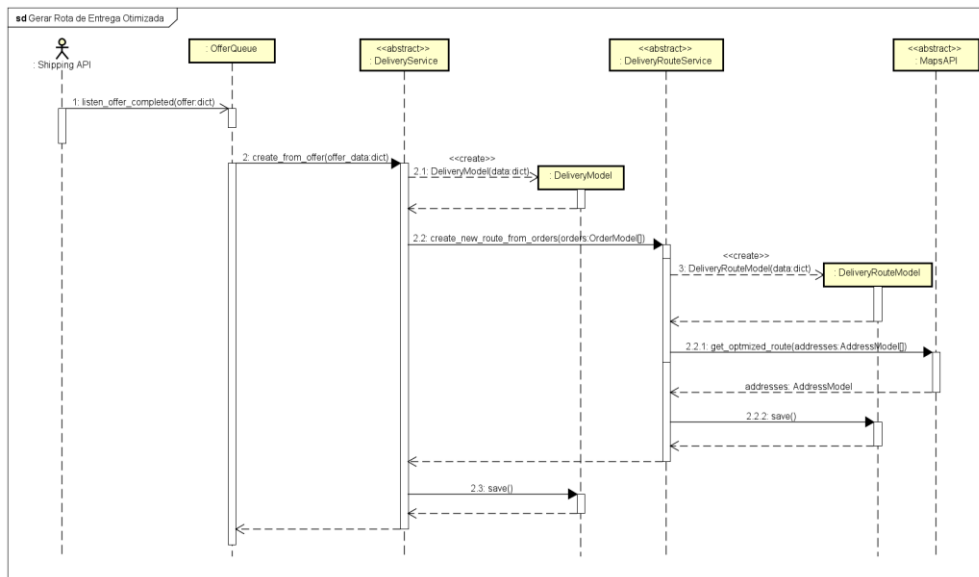 sd Gerar Rota de Entrega Otimizada
: Shipping API
: OfferQueue
<<abstract>>
: DeliveryService
<<abstract>>
: DeliveryRouteService
<<abstract>>
: MapsAPI
1: listen_offer_completed(offer:dict)
2: create_from_offer(offer_data:dict)
<<create>>
2.1: DeliveryModel(data:dict)
: DeliveryModel
2.2: create_new_route_from_orders(orders:OrderModel[])
<<create>>
3: DeliveryRouteModel(data:dict)
: DeliveryRouteModel
2.2.1: get_optmized_route(addresses:AddressModel[])
addresses: AddressModel
2.2.2: save()
2.3: save()